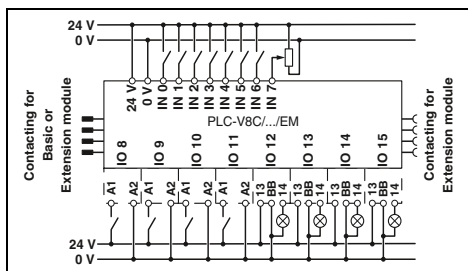 24 V
0 V
24 V
0 V
IN 0
IN 1
IN 2
IN 3
IN 4
IN 5
IN 6
IN 7
Contacting for
Basic or
Extension module
PLC-V8C/.../EM
Contacting for
Extension module
IO 8
IO 9
IO 10
IO 11
IO 12
IO 13
IO 14
IO 15
A1
A2
A1
A2
A1
A2
A1
A2
13
BB
14
13
BB
14
13
BB
14
13
BB
14
24 V
0 V